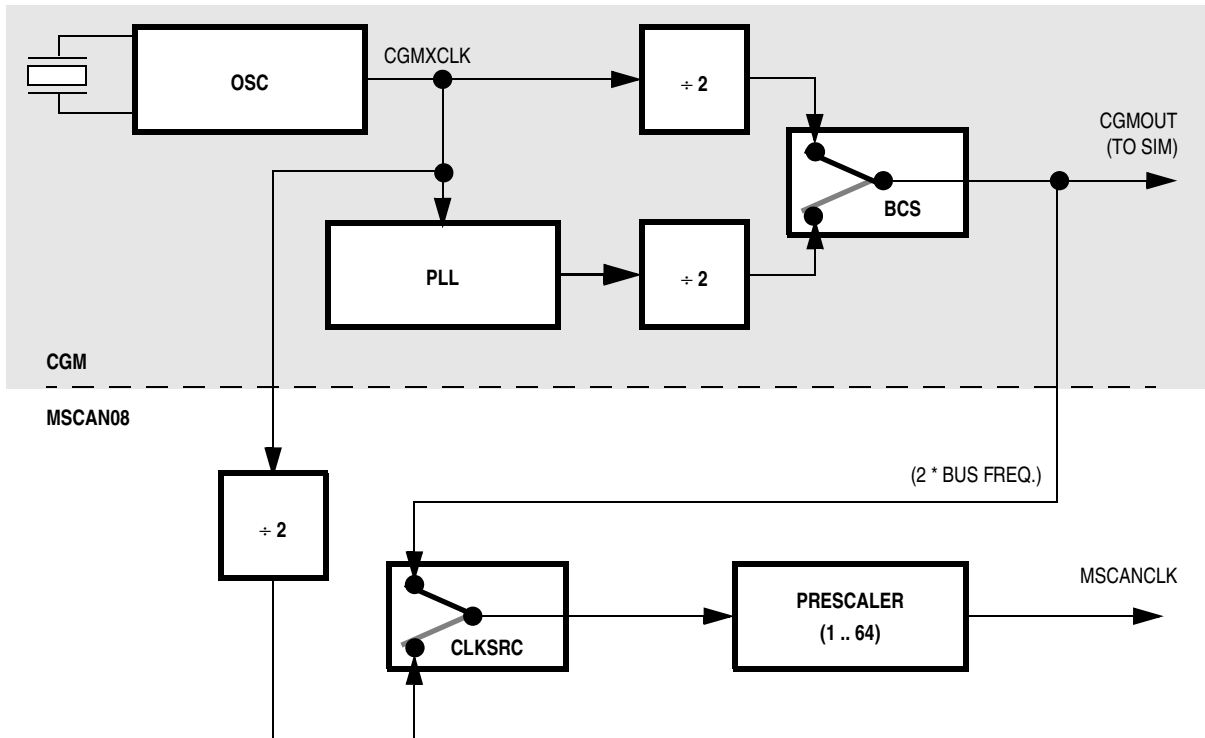 CGMXCLK
OSC
÷ 2
CGMOUT
(TO SIM)
BCS
PLL
÷ 2
CGM
MSCAN08
(2 * BUS FREQ.)
÷ 2
MSCANCLK
PRESCALER
(1 .. 64)
CLKSRC